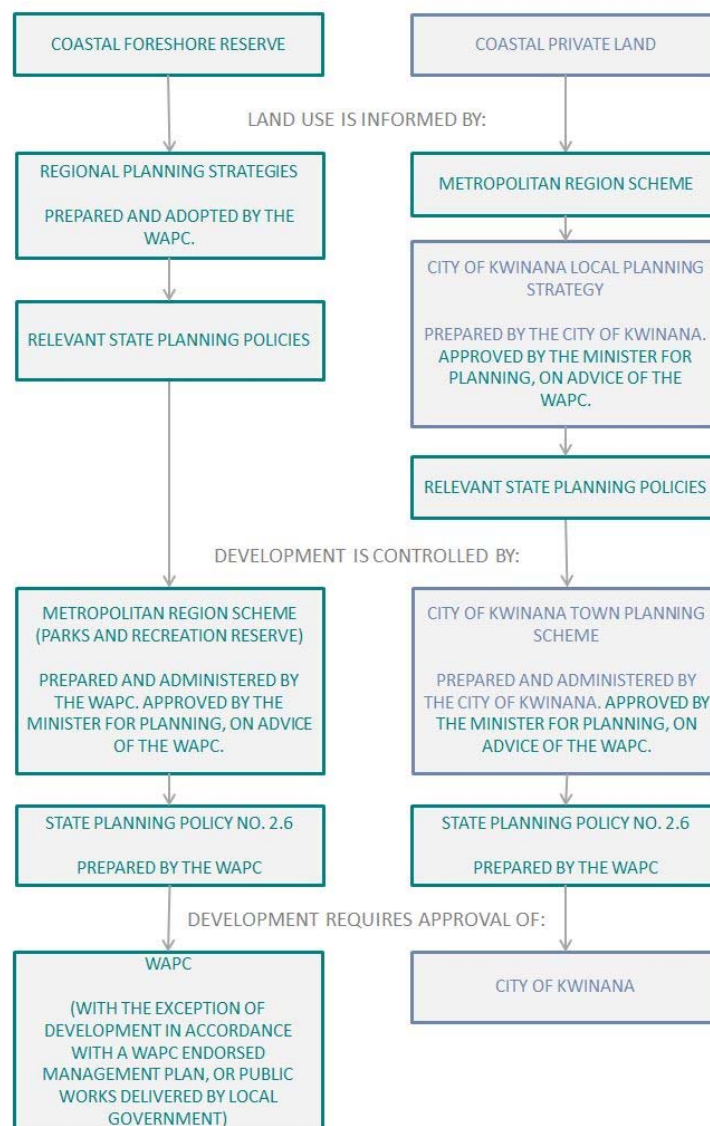 COASTAL FORESHORE RESERVE
COASTAL PRIVATE LAND
LAND USE IS INFORMED BY:
REGIONAL PLANNING STRATEGIES
PREPARED AND ADOPTED BY THE
WAPC.
RELEVANT STATE PLANNING POLICIES
METROPOLITAN REGION SCHEME
CITY OF KWINANA LOCAL PLANNING
STRATEGY
PREPARED BY THE CITY OF KWINANA.
APPROVED BY THE MINISTER FOR
PLANNING, ON ADVICE OF THE
WAPC.
RELEVANT STATE PLANNING POLICIES
DEVELOPMENT IS CONTROLLED BY:
METROPOLITAN REGION SCHEME
(PARKS AND RECREATION RESERVE)
PREPARED AND ADMINISTERED BY
THE WAPC. APPROVED BY THE
MINISTER FOR PLANNING, ON ADVICE
OF THE WAPC.
CITY OF KWINANA TOWN PLANNING
SCHEME
PREPARED AND ADMINISTERED BY
THE CITY OF KWINANA. APPROVED BY
THE MINISTER FOR PLANNING, ON
ADVICE OF THE WAPC.
STATE PLANNING POLICY NO. 2.6
PREPARED BY THE WAPC
STATE PLANNING POLICY NO. 2.6
PREPARED BY THE WAPC
DEVELOPMENT REQUIRES APPROVAL OF:
WAPC
(WITH THE EXCEPTION OF
DEVELOPMENT IN ACCORDANCE
WITH A WAPC ENDORSED
MANAGEMENT PLAN, OR PUBLIC
WORKS DELIVERED BY LOCAL
GOVERNMENT)
CITY OF KWINANA